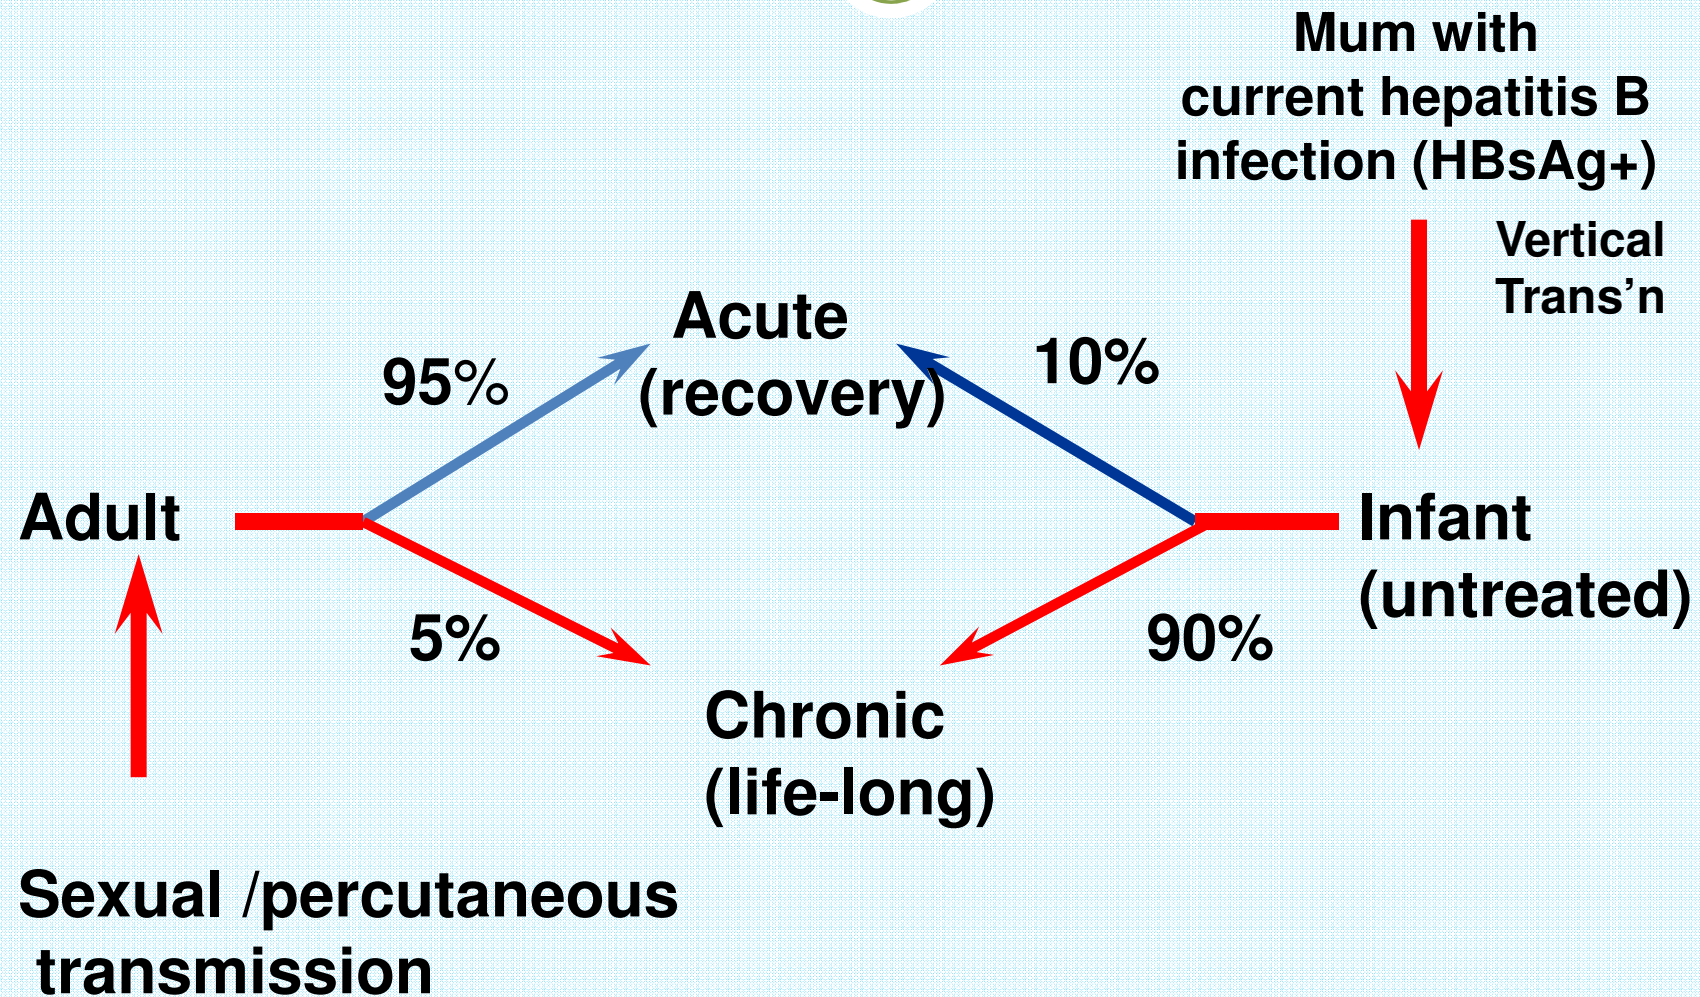 Mum with
current hepatitis B
infection (HBsAg+)
Vertical
Trans’n
Acute
(recovery)
95%
10%
Adult
Infant
(untreated)
5%
90%
Chronic
(life-long)
Sexual /percutaneous
transmission